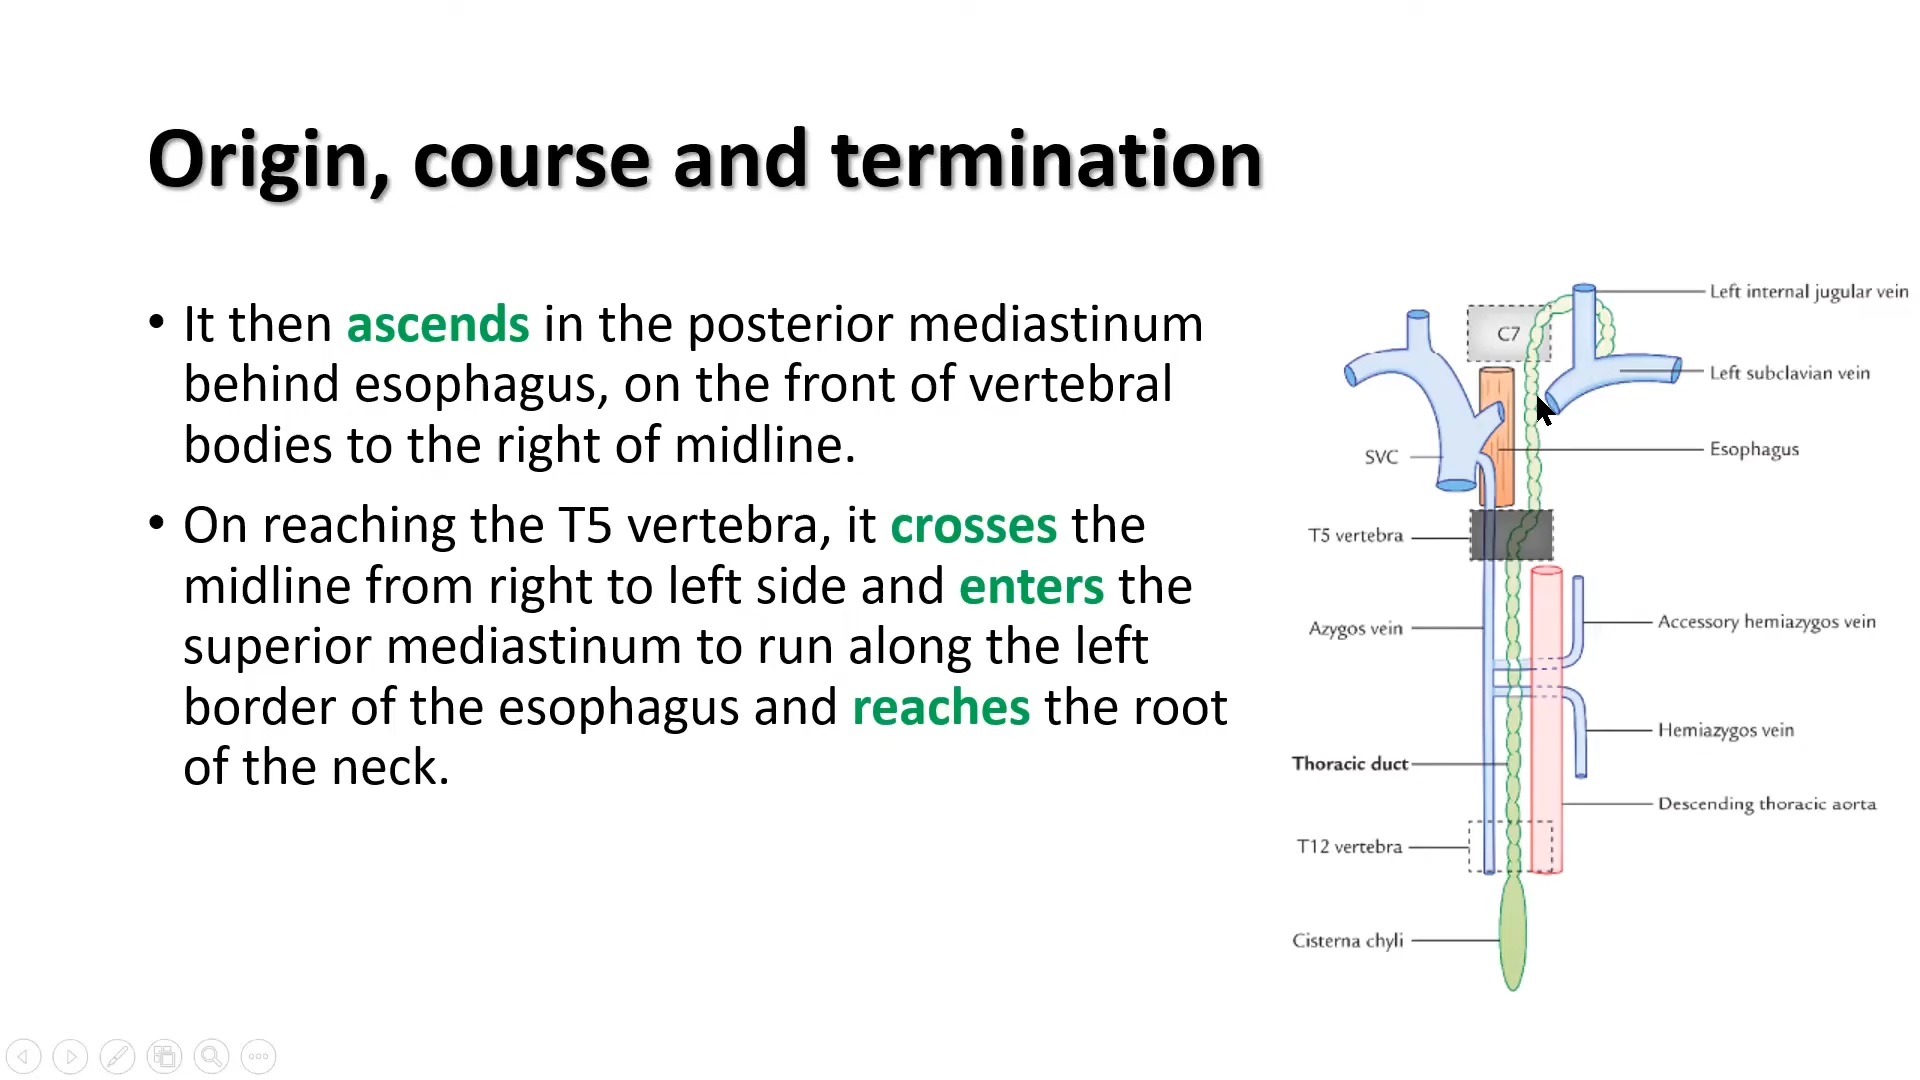 Origin, course and termination
• It then ascends in the posterior mediastinum
behind esophagus, on the front of vertebral
bodies to the right of midline.
• On reaching the T5 vertebra, it crosses the
midline from right to left side and enters the
superior mediastinum to run along the left
border of the esophagus and reaches the root
of the neck.
Left internal jugular vein
C7
Left subclavian vein
Esophagus
SVC
T5 vertebra
Accessory hemiazygos vein
Azygos vein
Hemiazygos vein
Thoracic duct
Descending thoracic aorta
T12 vertebra
Cisterna chyli